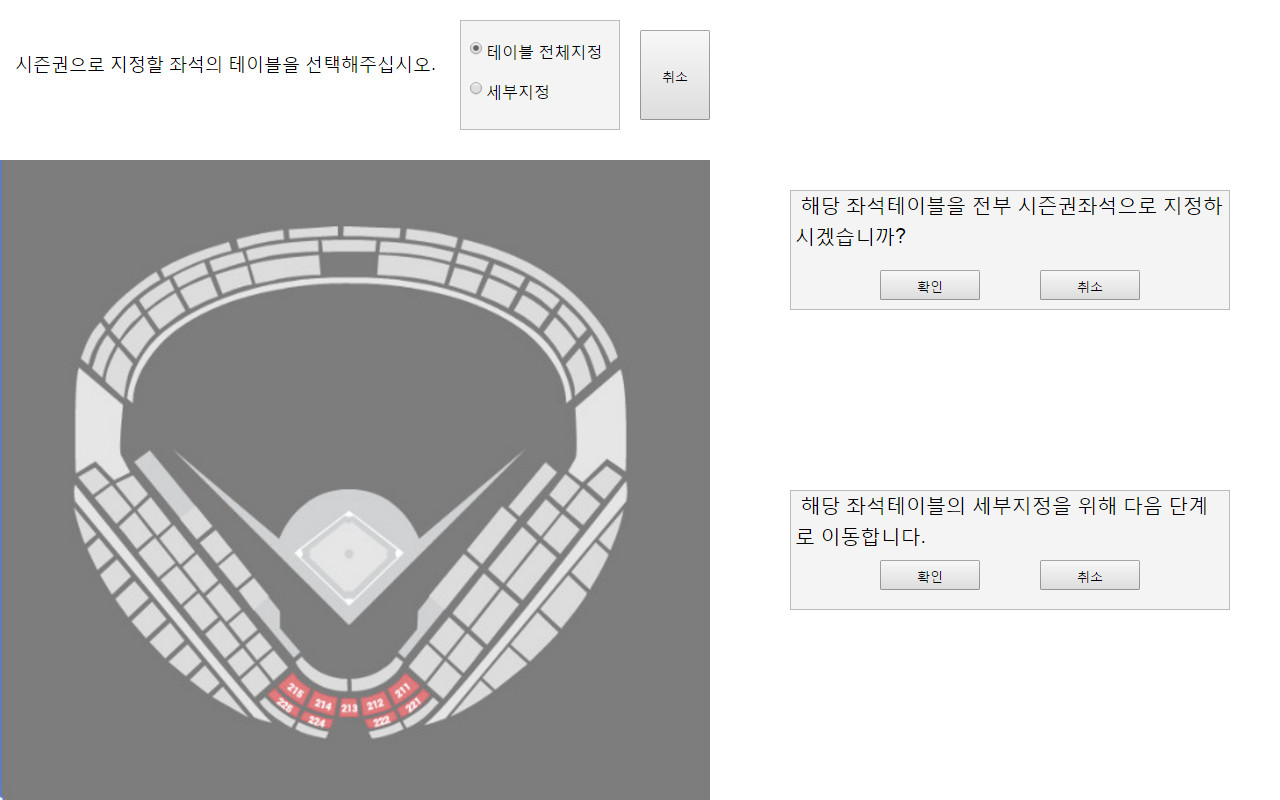 시즌권으로 지정할 좌석의 테이블을 선택해주십시오.
테이블 전체지정
세부지정
취소
해당 좌석테이블을 전부 시즌권좌석으로 지정하
시겠습니까?
확인
취소
해당 좌석테이블의 세부지정을 위해 다음 단계
로 이동합니다.
확인
취소
215
214
213
212
211
225
224
222
221